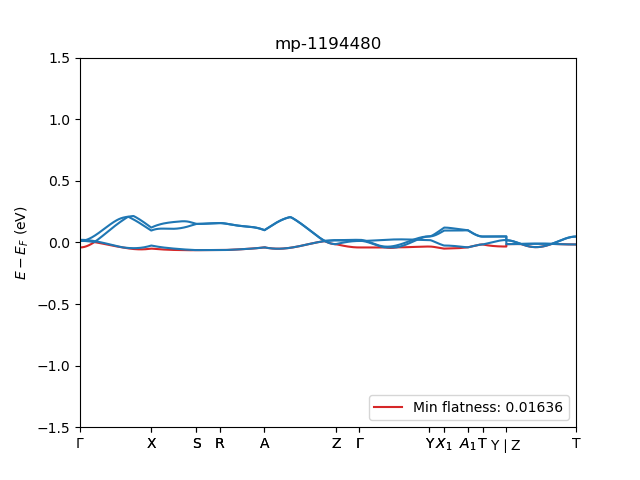 mp-1194480
E − E_F (eV)
1.5
1.0
0.5
0.0
−0.5
−1.0
−1.5
Min flatness: 0.01636
Γ X S R A Z Γ Y X₁ A₁ T Y | Z T